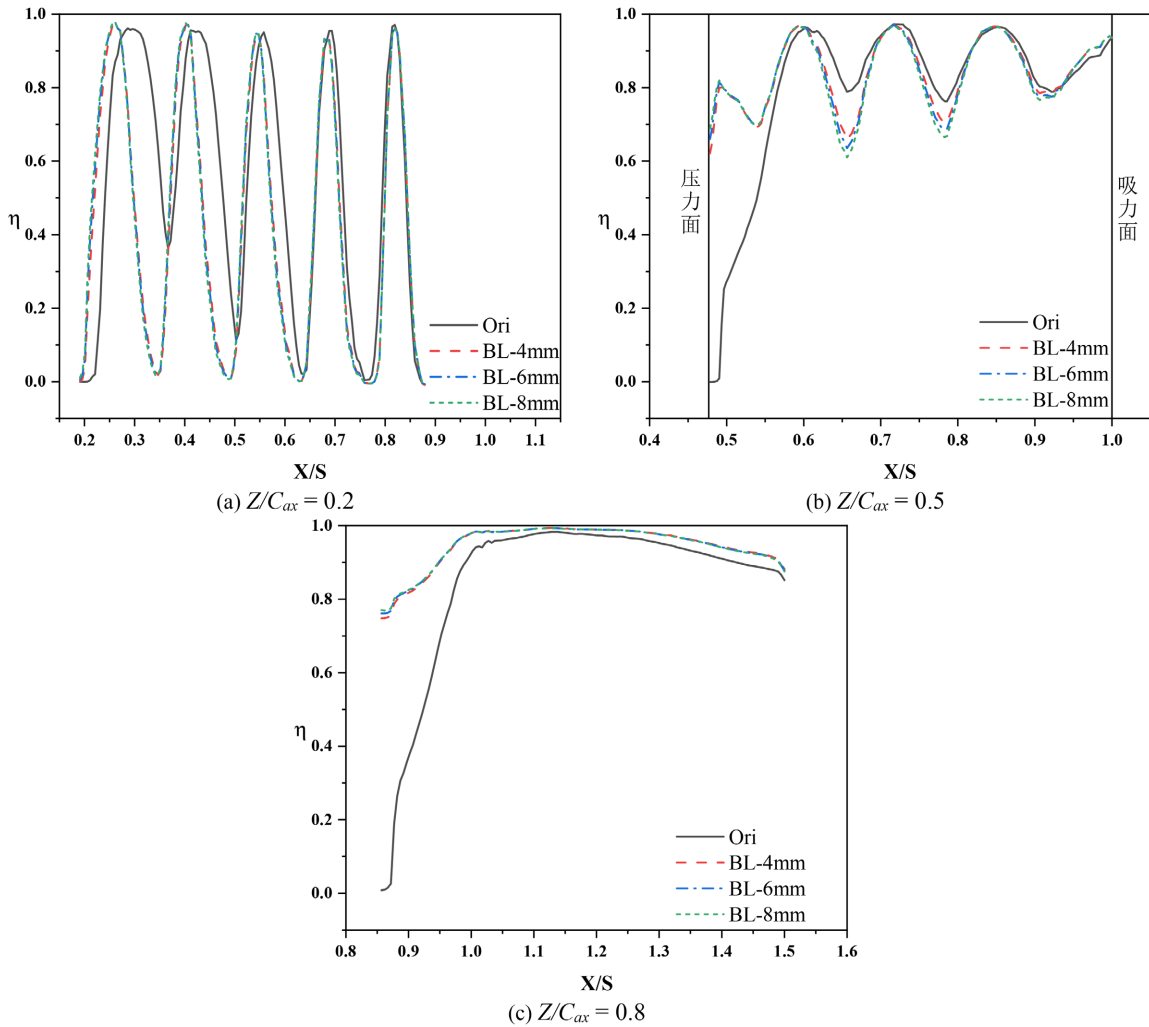 1.0
0.8
0.6
0.4
0.2
0.0
η
Ori
BL-4mm
BL-6mm
BL-8mm
0.2 0.3 0.4 0.5 0.6 0.7 0.8 0.9 1.0 1.1
X/S
(a) Z/Cax = 0.2
1.0
0.8
0.6
0.4
0.2
0.0
η
压力面
吸力面
Ori
BL-4mm
BL-6mm
BL-8mm
0.4 0.5 0.6 0.7 0.8 0.9 1.0
X/S
(b) Z/Cax = 0.5
1.0
0.8
0.6
0.4
0.2
0.0
η
Ori
BL-4mm
BL-6mm
BL-8mm
0.8 0.9 1.0 1.1 1.2 1.3 1.4 1.5 1.6
X/S
(c) Z/Cax = 0.8